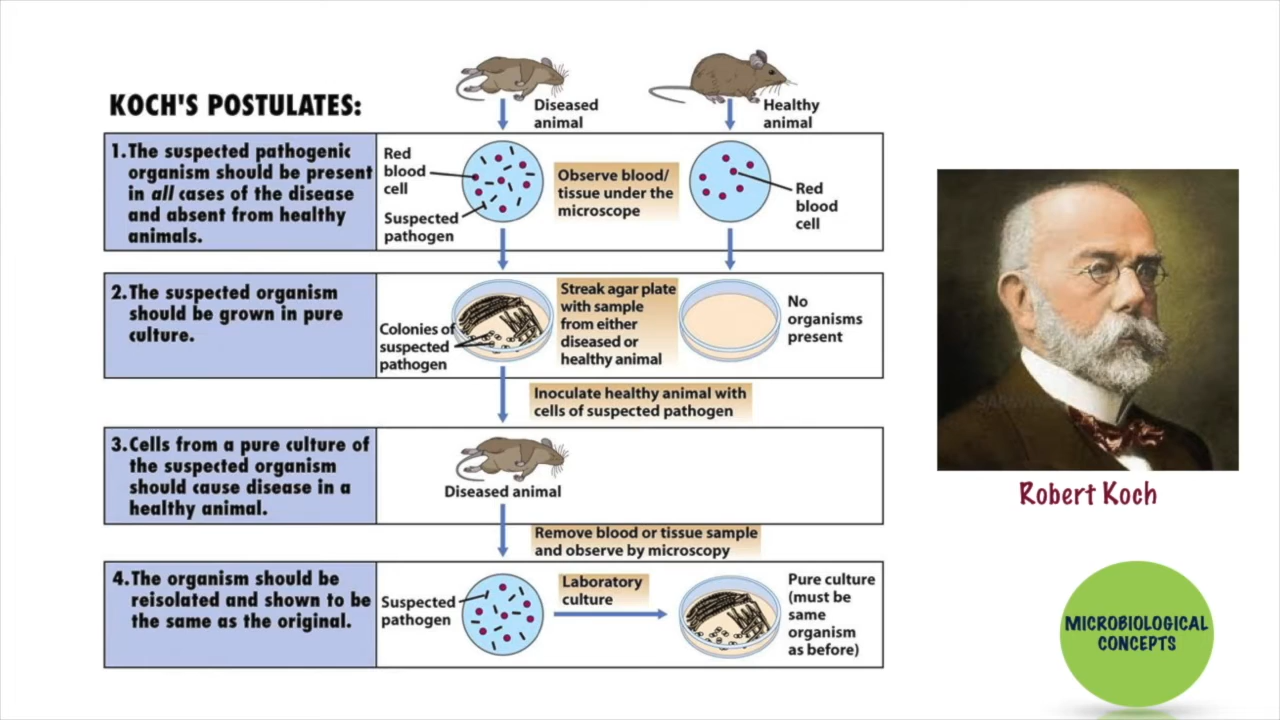 KOCH'S POSTULATES:
Diseased
animal
Healthy
animal
1.The suspected pathogenic
organism should be present
in all cases of the disease
and absent from healthy
animals.
Red
blood
cell
Suspected
pathogen
Observe blood/
tissue under the
microscope
Red
blood
cell
2.The suspected organism
should be grown in pure
culture.
Colonies of
suspected
pathogen
Streak agar plate
with sample
from either
diseased or
healthy animal
No
organisms
present
Inoculate healthy animal with
cells of suspected pathogen
3.Cells from a pure culture of
the suspected organism
should cause disease in a
healthy animal.
Diseased animal
Remove blood or tissue sample
and observe by microscopy
4.The organism should be
reisolated and shown to be
the same as the original.
Suspected
pathogen
Laboratory
culture
Pure culture
(must be
same
organism
as before)
Robert Koch
MICROBIOLOGICAL
CONCEPTS